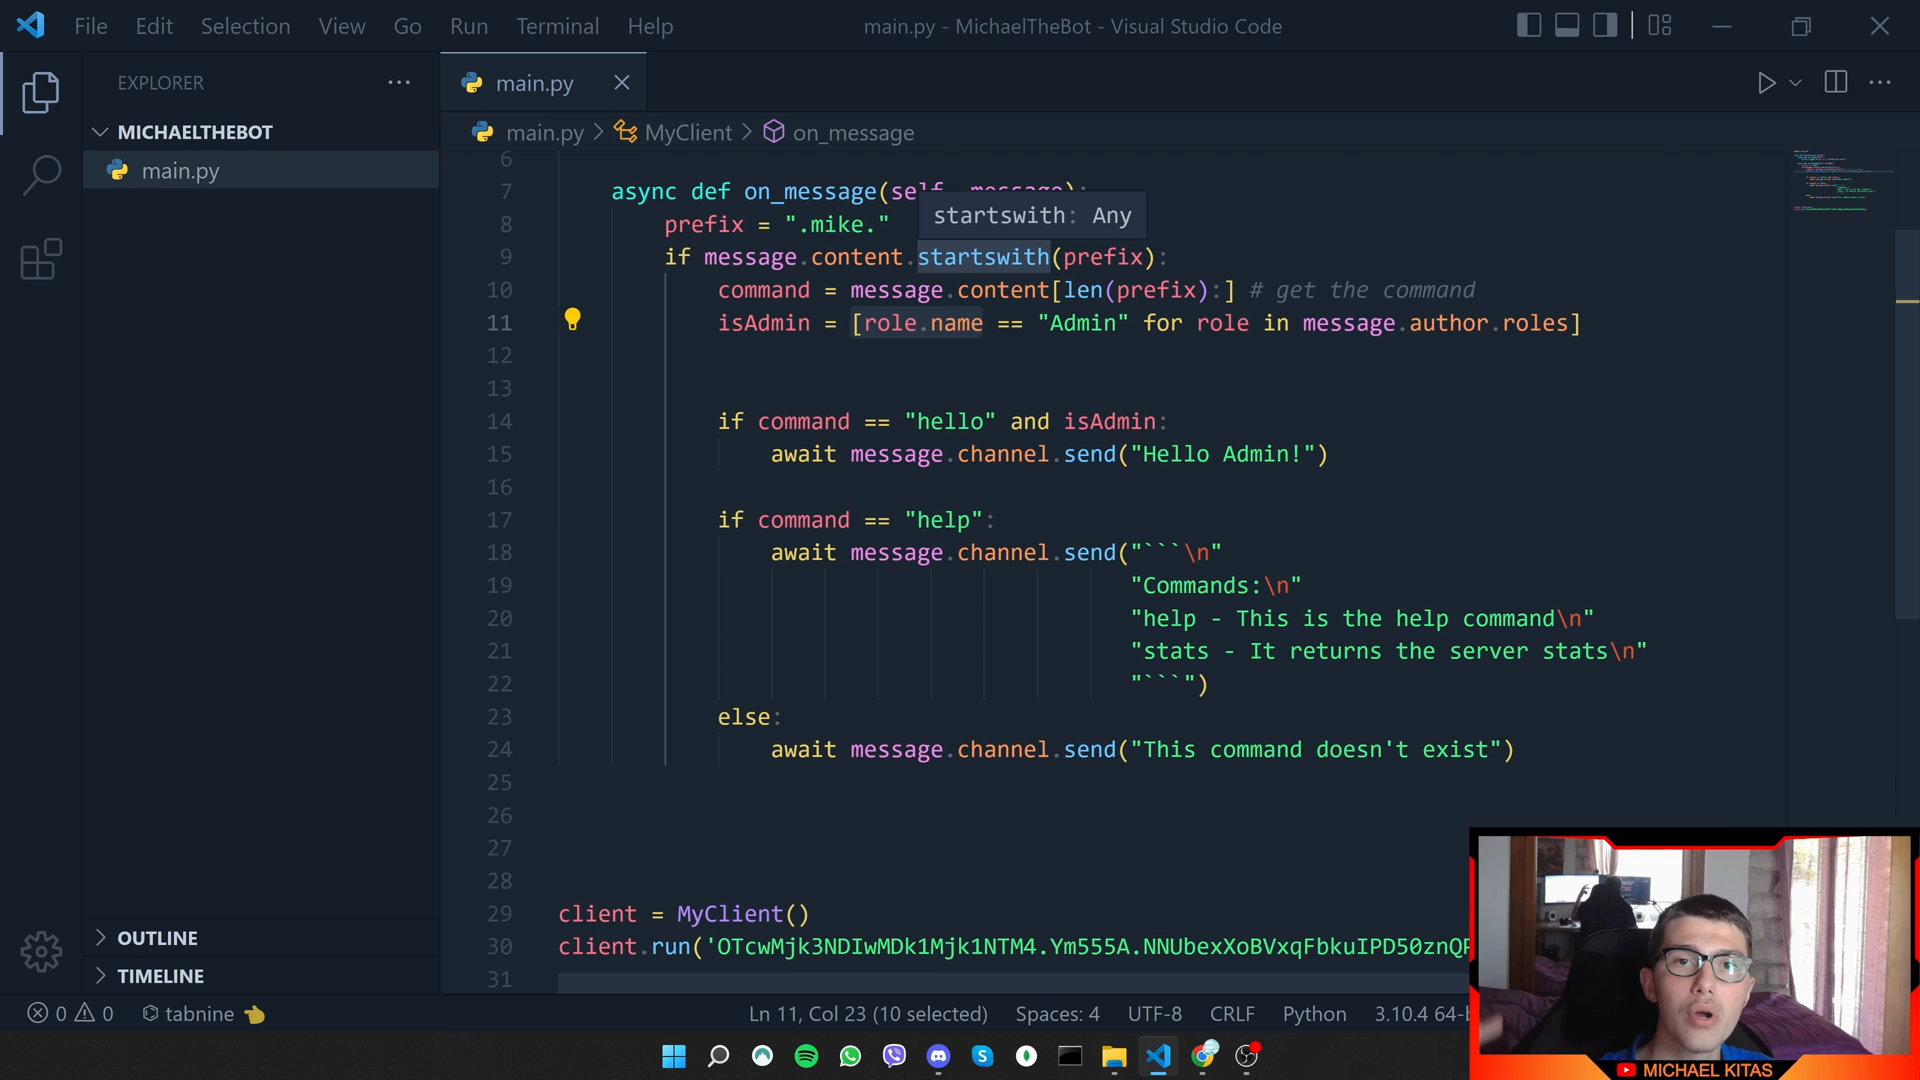 File Edit Selection View Go Run Terminal Help
main.py - MichaelTheBot - Visual Studio Code
EXPLORER
main.py
MICHAELTHEBOT
main.py
main.py > MyClient > on_message
6
7 async def on_message(self, message):
startswith: Any
8 prefix = ".mike."
9 if message.content.startswith(prefix):
10 command = message.content[len(prefix):] # get the command
11 isAdmin = [role.name == "Admin" for role in message.author.roles]
12
13
14 if command == "hello" and isAdmin:
15 await message.channel.send("Hello Admin!")
16
17 if command == "help":
18 await message.channel.send("```\n"
19 "Commands:\n"
20 "help - This is the help command\n"
21 "stats - It returns the server stats\n"
22 "```")
23 else:
24 await message.channel.send("This command doesn't exist")
25
26
27
28
29 client = MyClient()
30 client.run('OTcwMjk3NDIwMDk1Mjk1NTM4.Ym555A.NNUbexXoBVxqFbkuIPD50znQ
31
OUTLINE
TIMELINE
0 0 tabnine
Ln 11, Col 23 (10 selected) Spaces: 4 UTF-8 CRLF Python 3.10.4 64-b
MICHAEL KITAS